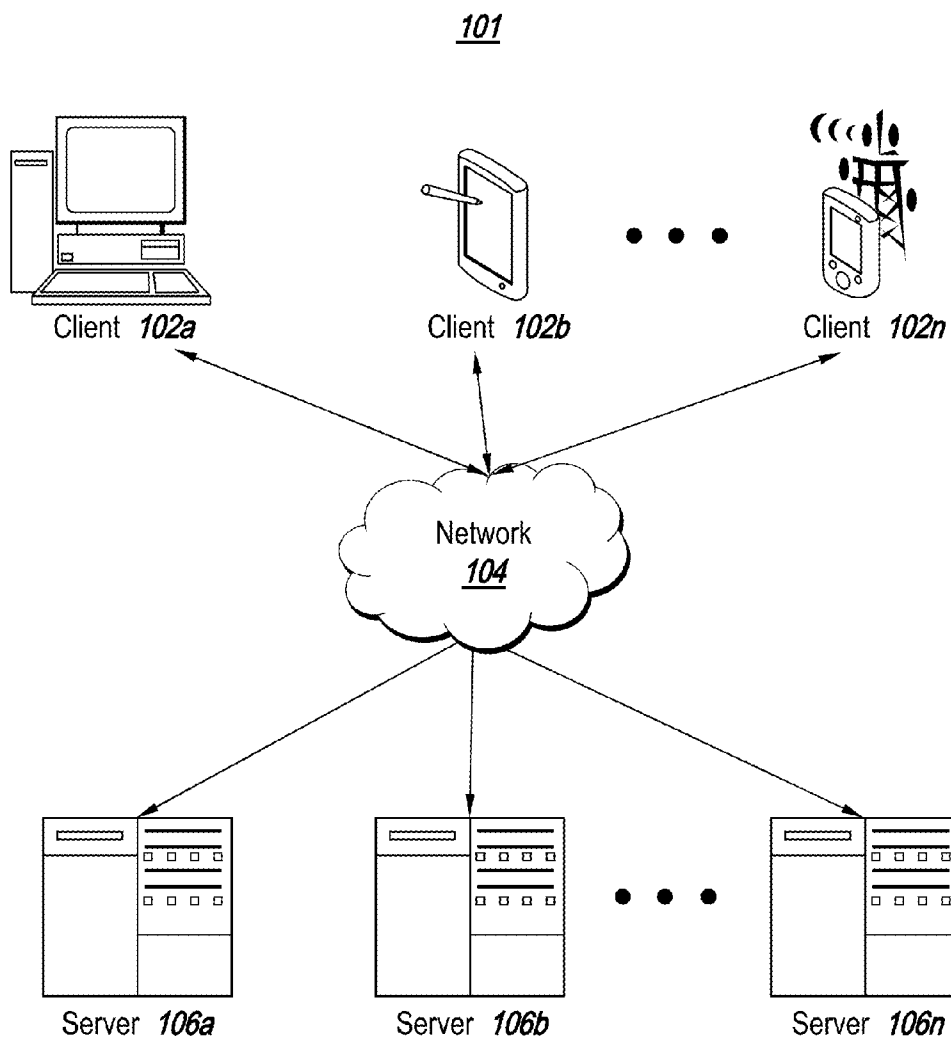 101
Client 102a
Client 102b
Client 102n
Network
104
Server 106a
Server 106b
Server 106n